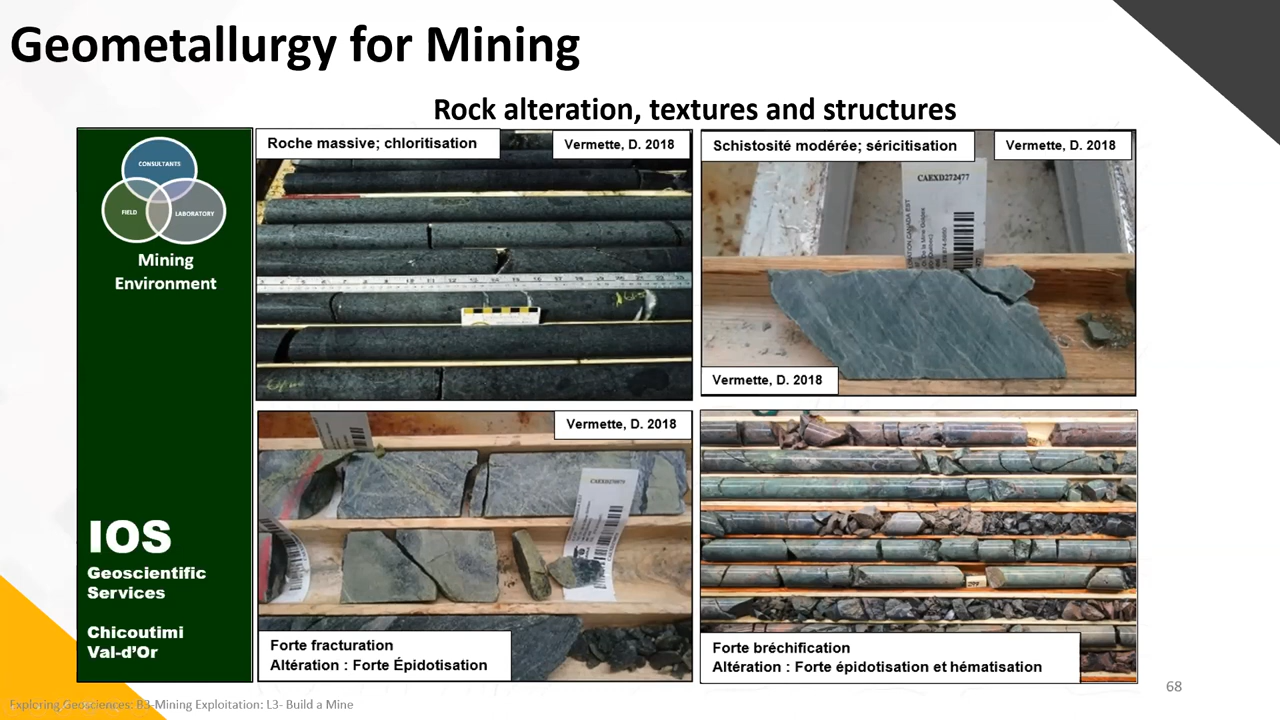 Geometallurgy for Mining
Rock alteration, textures and structures
CONSULTANTS
FIELD
LABORATORY
Mining
Environment
IOS
Geoscientific
Services
Chicoutimi
Val-d’Or
Roche massive; chloritisation
Vermette, D. 2018
Schistosité modérée; séricitisation
Vermette, D. 2018
CAEXD272477
Vermette, D. 2018
Vermette, D. 2018
Forte fracturation
Altération : Forte Épidotisation
Forte bréchification
Altération : Forte épidotisation et hématisation
68
Exploring Geosciences: B3-Mining Exploitation: L3- Build a Mine